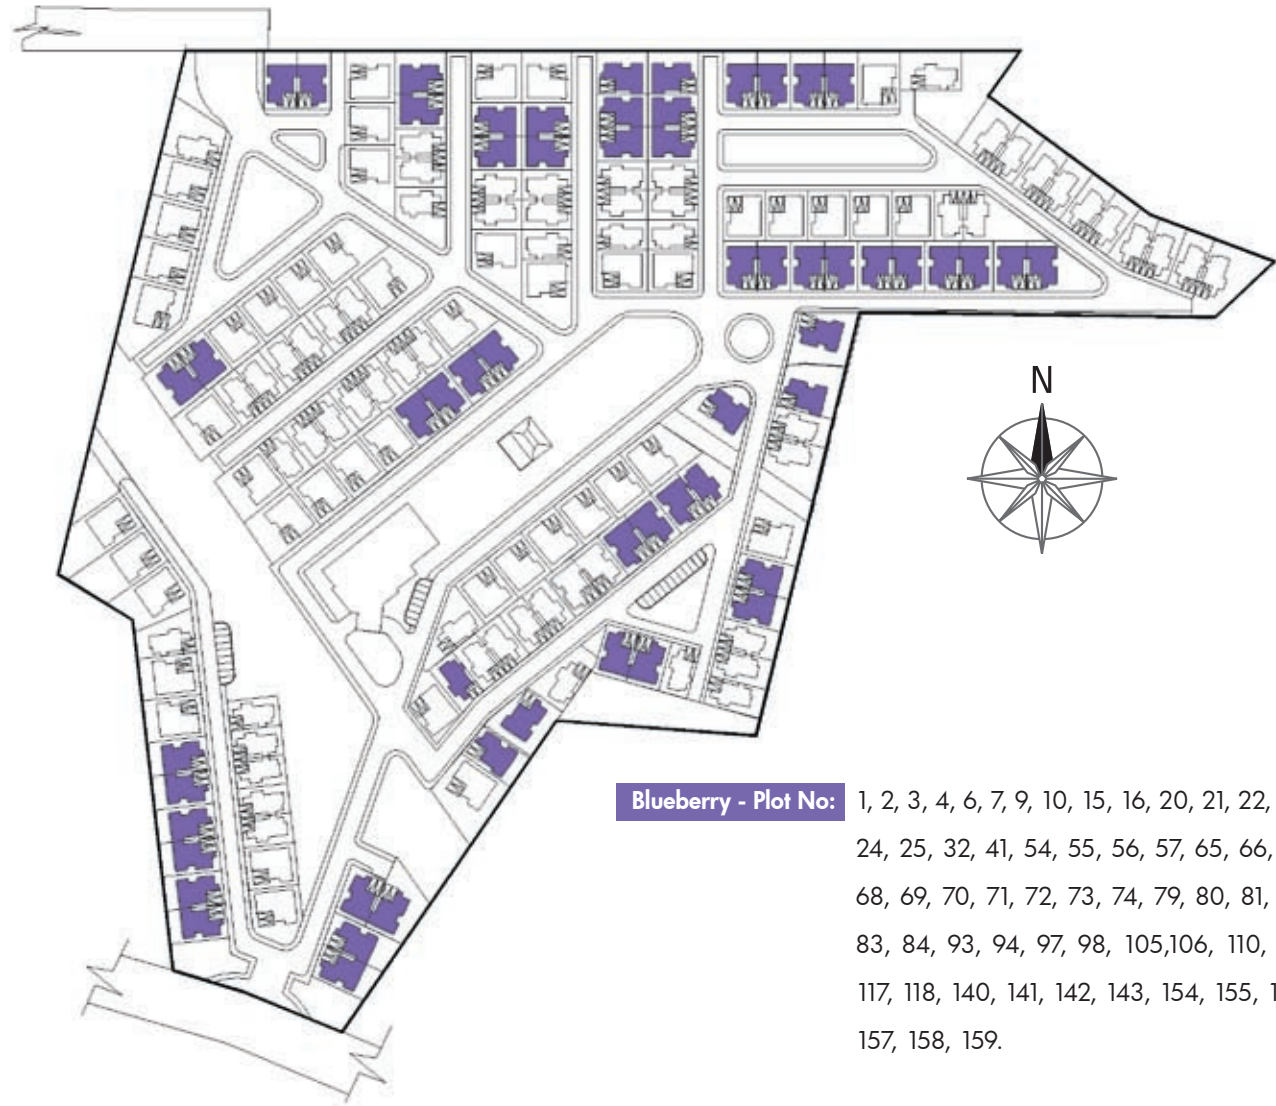 N
Blueberry - Plot No: 1, 2, 3, 4, 6, 7, 9, 10, 15, 16, 20, 21, 22,
24, 25, 32, 41, 54, 55, 56, 57, 65, 66,
68, 69, 70, 71, 72, 73, 74, 79, 80, 81,
83, 84, 93, 94, 97, 98, 105,106, 110,
117, 118, 140, 141, 142, 143, 154, 155,
157, 158, 159.